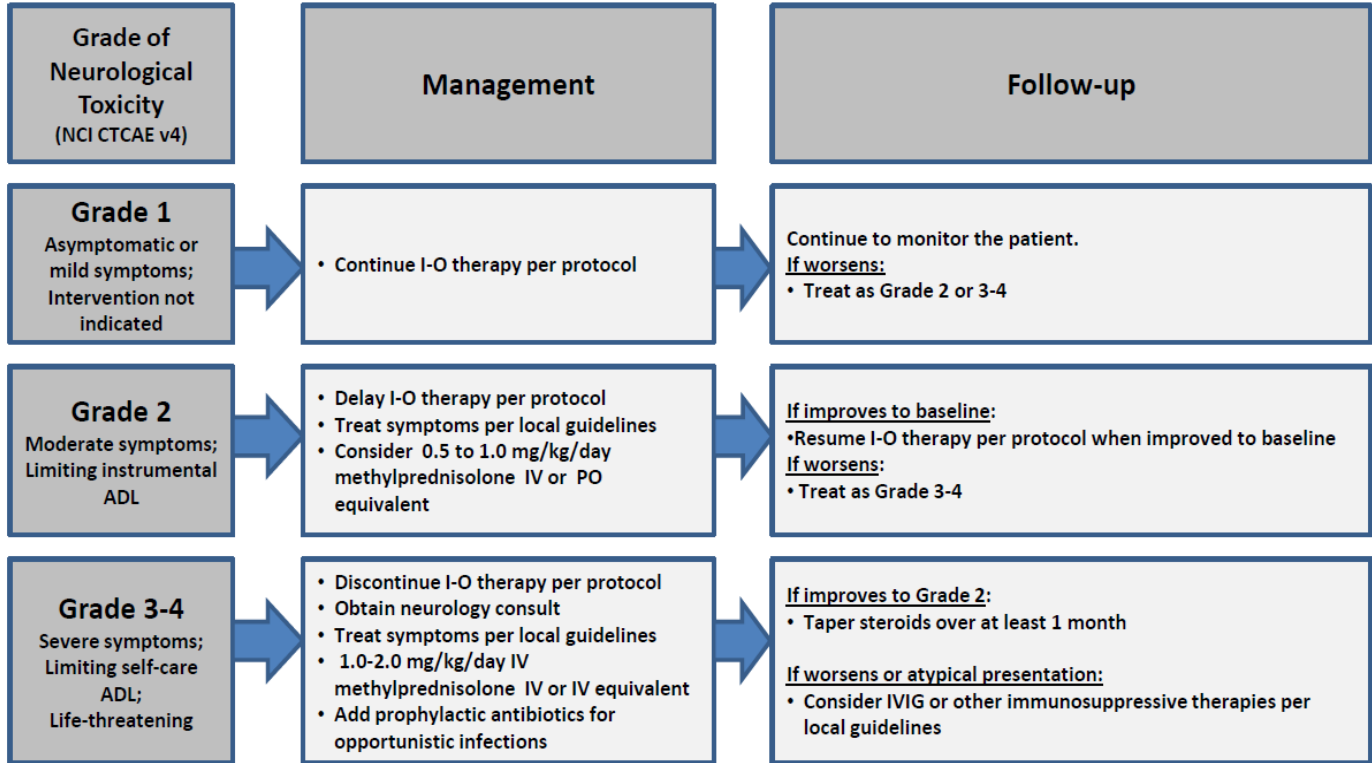 Grade of
Neurological
Toxicity
(NCI CTCAE v4)
Management
Follow-up
Grade 1
Asymptomatic or
mild symptoms;
Intervention not
indicated
• Continue I-O therapy per protocol
Continue to monitor the patient.
If worsens:
• Treat as Grade 2 or 3-4
Grade 2
Moderate symptoms;
Limiting instrumental
ADL
• Delay I-O therapy per protocol
• Treat symptoms per local guidelines
• Consider 0.5 to 1.0 mg/kg/day
methylprednisolone IV or PO
equivalent
If improves to baseline:
•Resume I-O therapy per protocol when improved to baseline
If worsens:
• Treat as Grade 3-4
Grade 3-4
Severe symptoms;
Limiting self-care
ADL;
Life-threatening
• Discontinue I-O therapy per protocol
• Obtain neurology consult
• Treat symptoms per local guidelines
• 1.0-2.0 mg/kg/day IV
methylprednisolone IV or IV equivalent
• Add prophylactic antibiotics for
opportunistic infections
If improves to Grade 2:
• Taper steroids over at least 1 month
If worsens or atypical presentation:
• Consider IVIG or other immunosuppressive therapies per
local guidelines